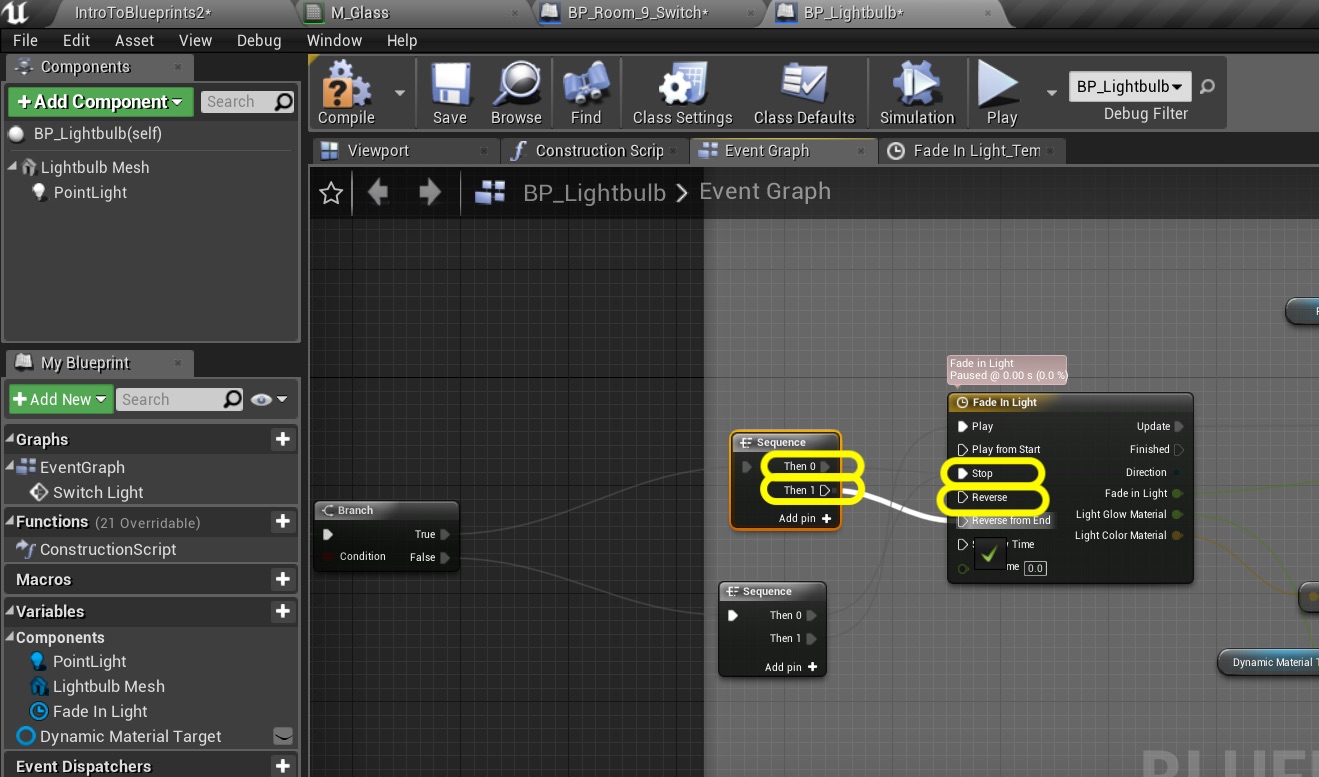 IntroToBlueprints2*
M_Glass
BP_Room_9_Switch*
BP_Lightbulb*
File Edit Asset View Debug Window Help
Components
+Add Component
Search
BP_Lightbulb(self)
Lightbulb Mesh
PointLight
Compile
Save
Browse
Find
Class Settings
Class Defaults
Simulation
Play
BP_Lightbulb
Debug Filter
Viewport
Construction Scrip
Event Graph
Fade In Light_Tem
BP_Lightbulb > Event Graph
My Blueprint
+Add New
Search
Graphs
EventGraph
Switch Light
Functions (21 Overridable)
ConstructionScript
Macros
Variables
Components
PointLight
Lightbulb Mesh
Fade In Light
Dynamic Material Target
Event Dispatchers
Branch
True
Condition
False
Sequence
Then 0
Then 1
Add pin +
Sequence
Then 0
Then 1
Add pin +
Fade in Light
Paused @ 0.00 s (0.0 %)
Fade In Light
Play
Update
Play from Start
Finished
Stop
Direction
Reverse
Fade in Light
Reverse from End
Light Glow Material
Light Color Material
Time
0.0
Dynamic Material